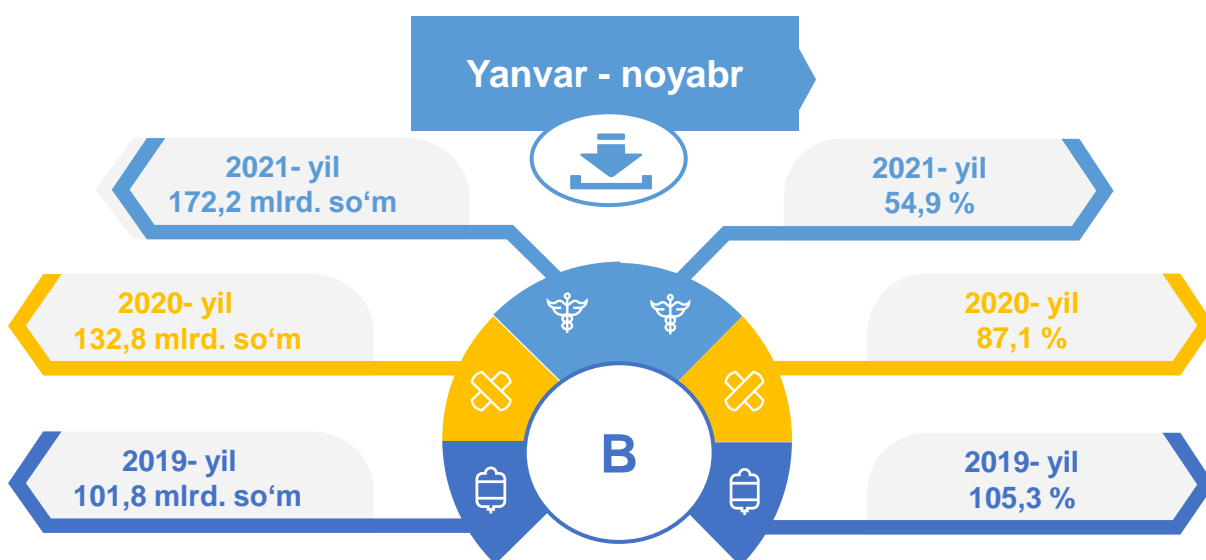 Yanvar - noyabr
2021- yil
172,2 mlrd. so‘m
2021- yil
54,9 %
2020- yil
132,8 mlrd. so‘m
2020- yil
87,1 %
B
2019- yil
101,8 mlrd. so‘m
2019- yil
105,3 %